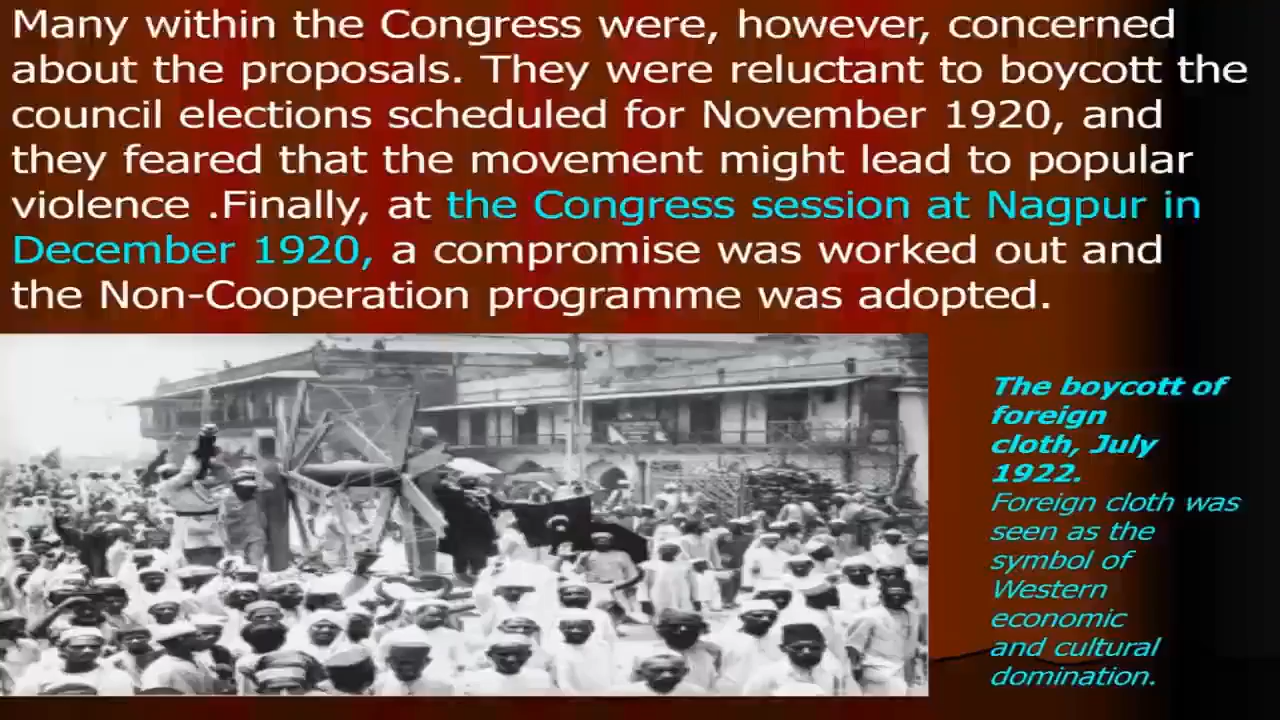 Many within the Congress were, however, concerned
about the proposals. They were reluctant to boycott the
council elections scheduled for November 1920, and
they feared that the movement might lead to popular
violence .Finally, at the Congress session at Nagpur in
December 1920, a compromise was worked out and
the Non-Cooperation programme was adopted.
The boycott of
foreign
cloth, July
1922.
Foreign cloth was
seen as the
symbol of
Western
economic
and cultural
domination.